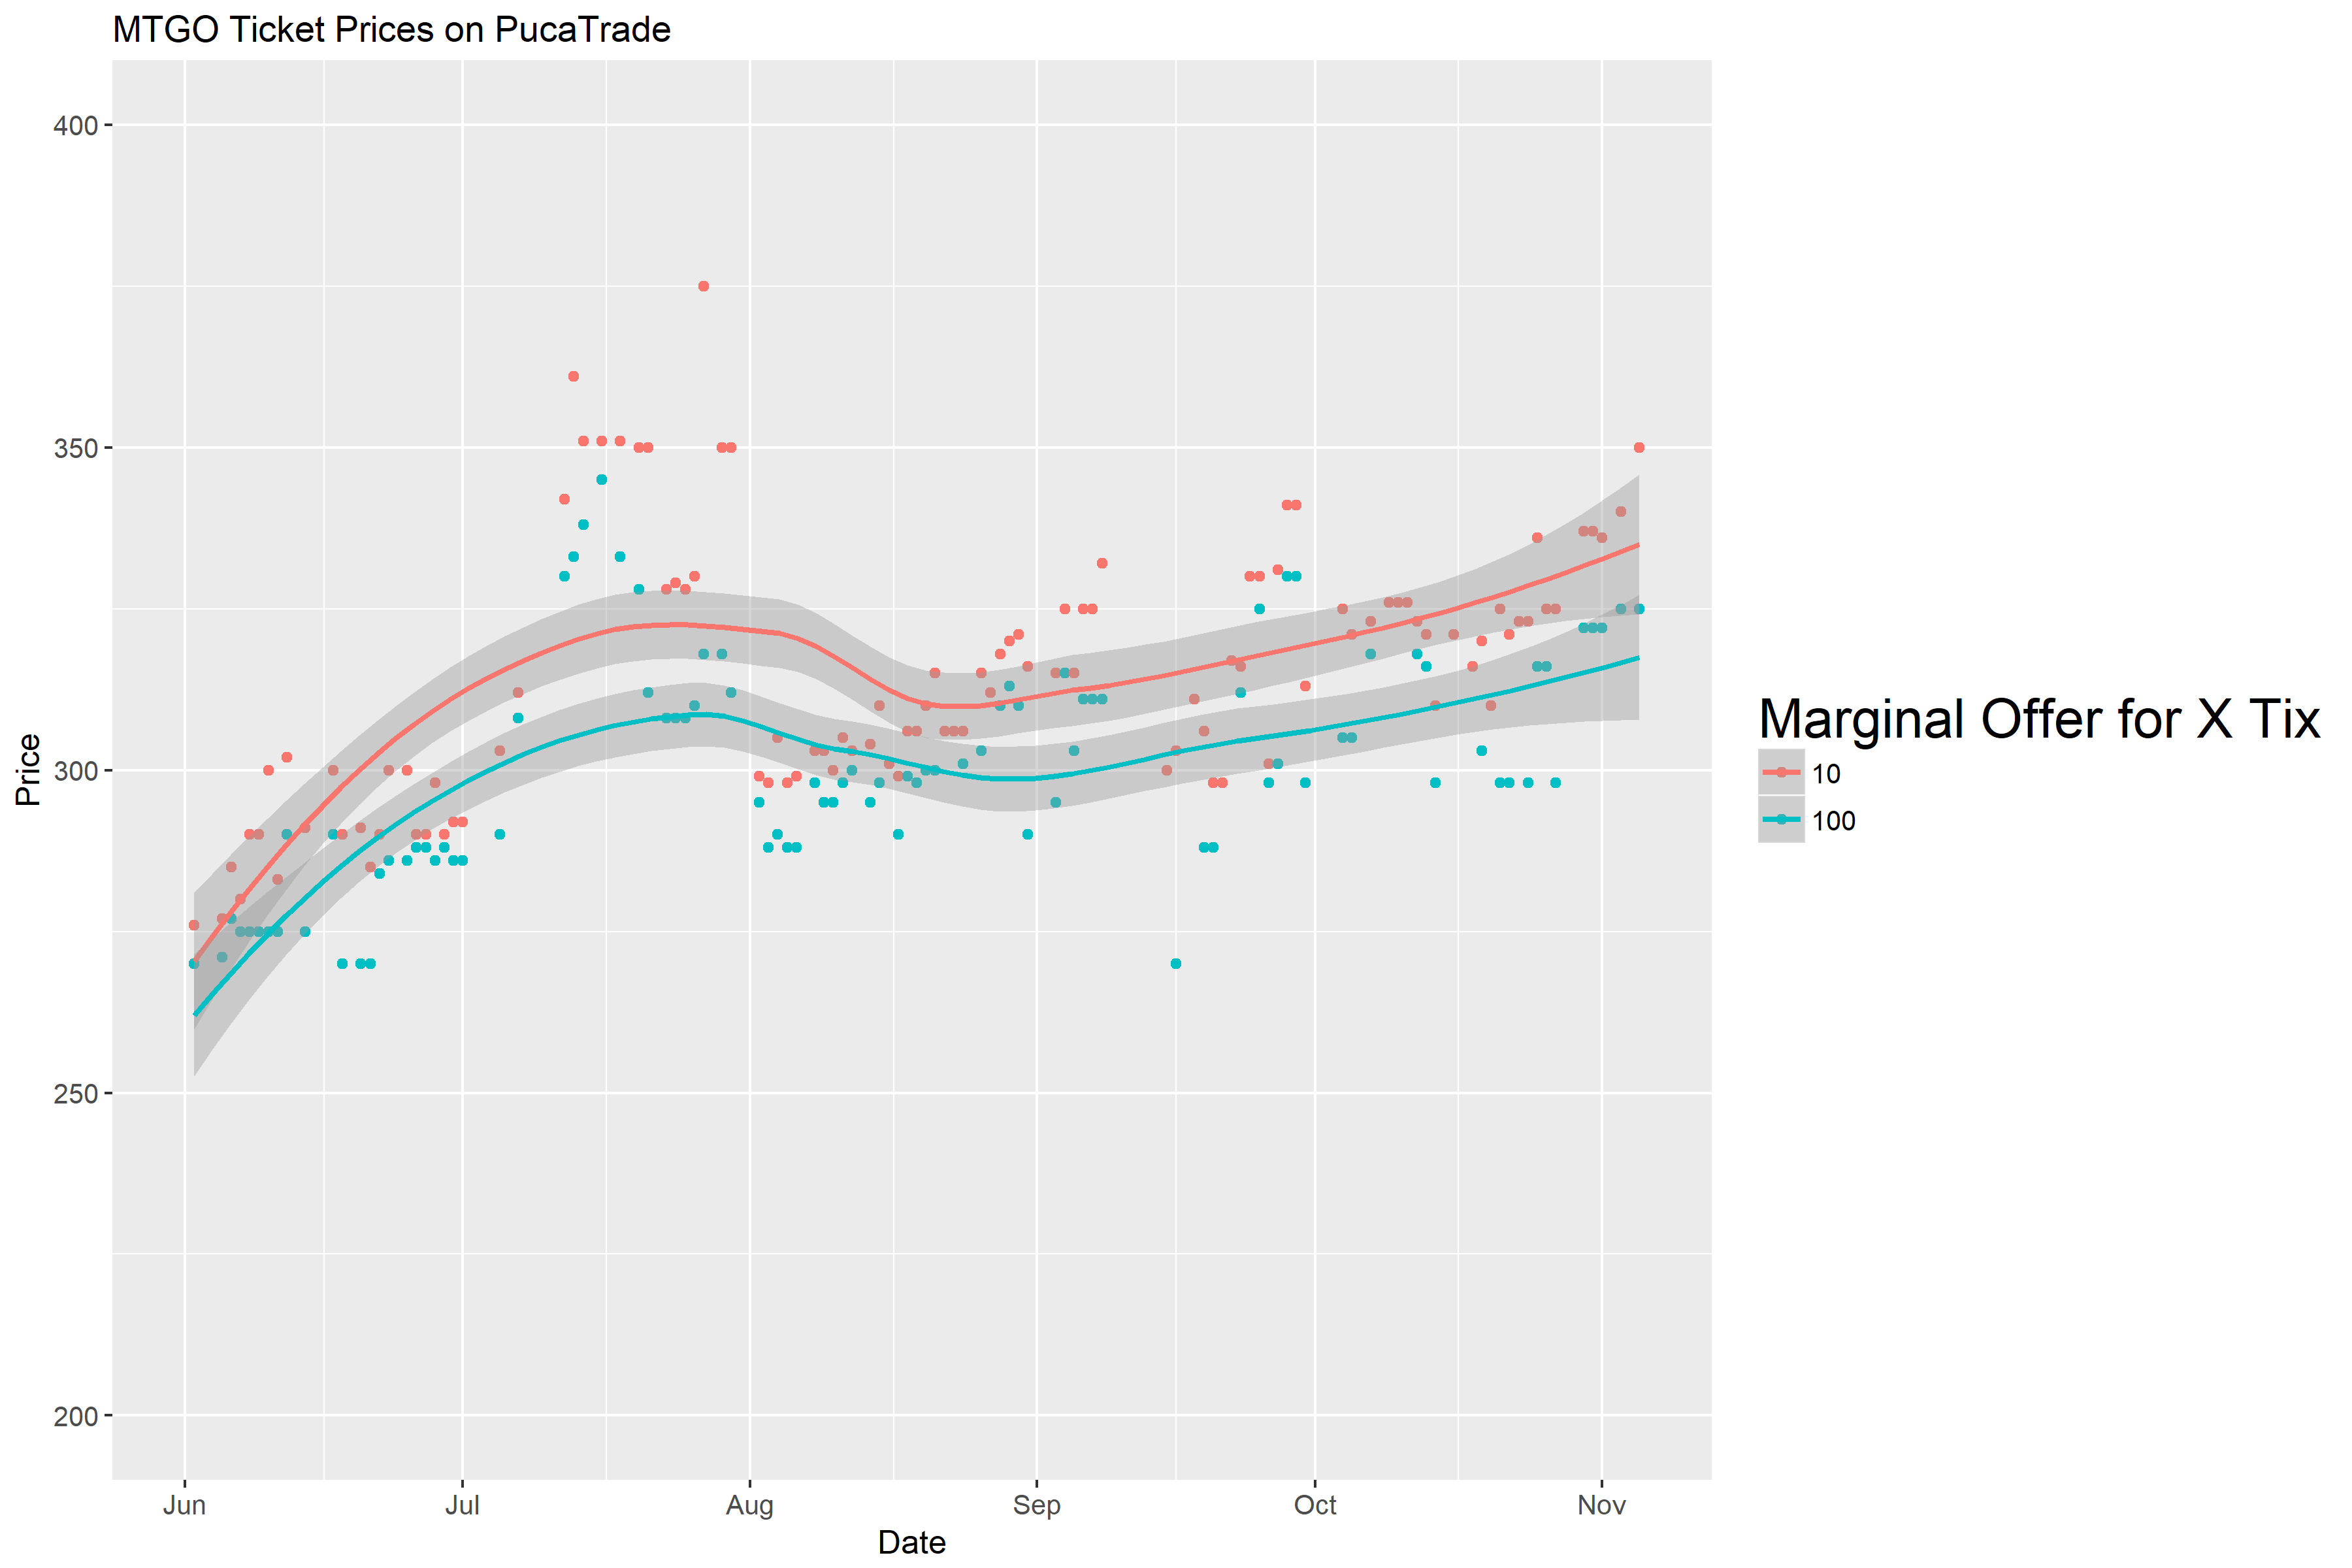 MTGO Ticket Prices on PucaTrade
400
350
300
250
200
Price
Jun
Jul
Aug
Sep
Oct
Nov
Date
Marginal Offer for X Tix
10
100